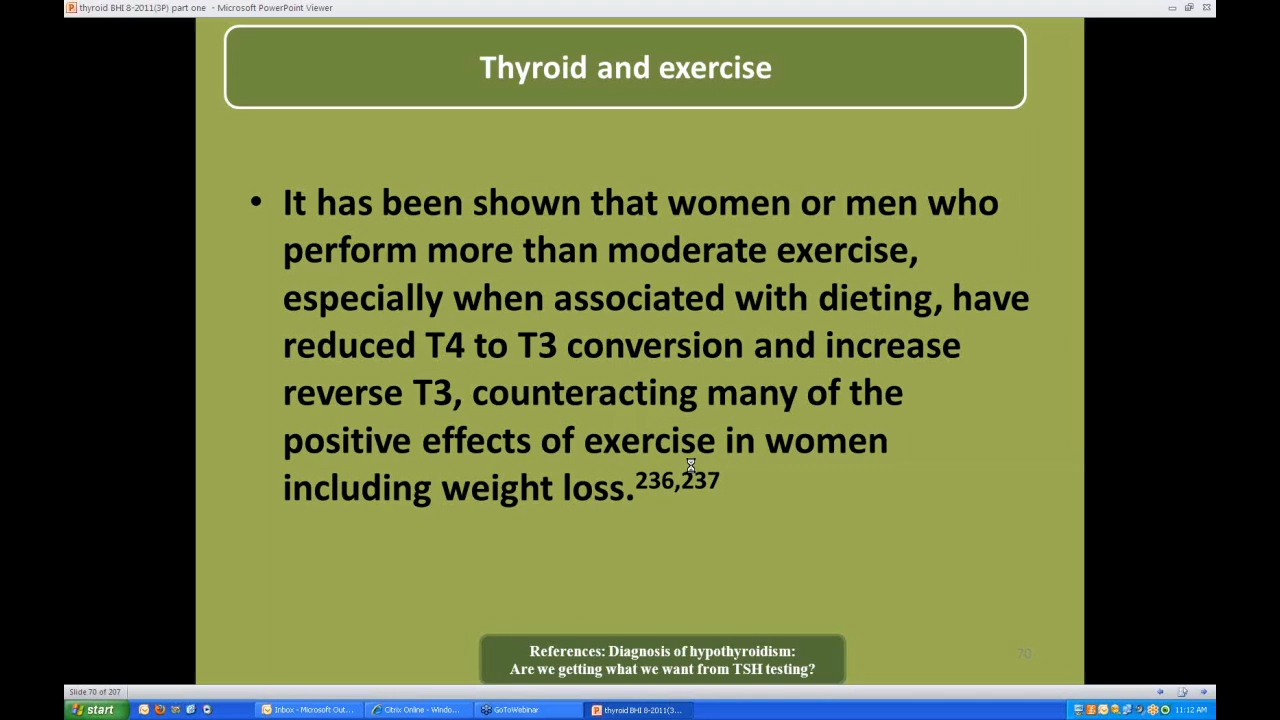 thyroid BHI 8-2011(3P) part one - Microsoft PowerPoint Viewer
Thyroid and exercise
• It has been shown that women or men who
perform more than moderate exercise,
especially when associated with dieting, have
reduced T4 to T3 conversion and increase
reverse T3, counteracting many of the
positive effects of exercise in women
including weight loss.236,237
References: Diagnosis of hypothyroidism:
Are we getting what we want from TSH testing?
70
Slide 70 of 207
start
Inbox - Microsoft Out...
Citrix Online - Windo...
GoToWebinar
thyroid BHI 8-2011(3...
11:12 AM